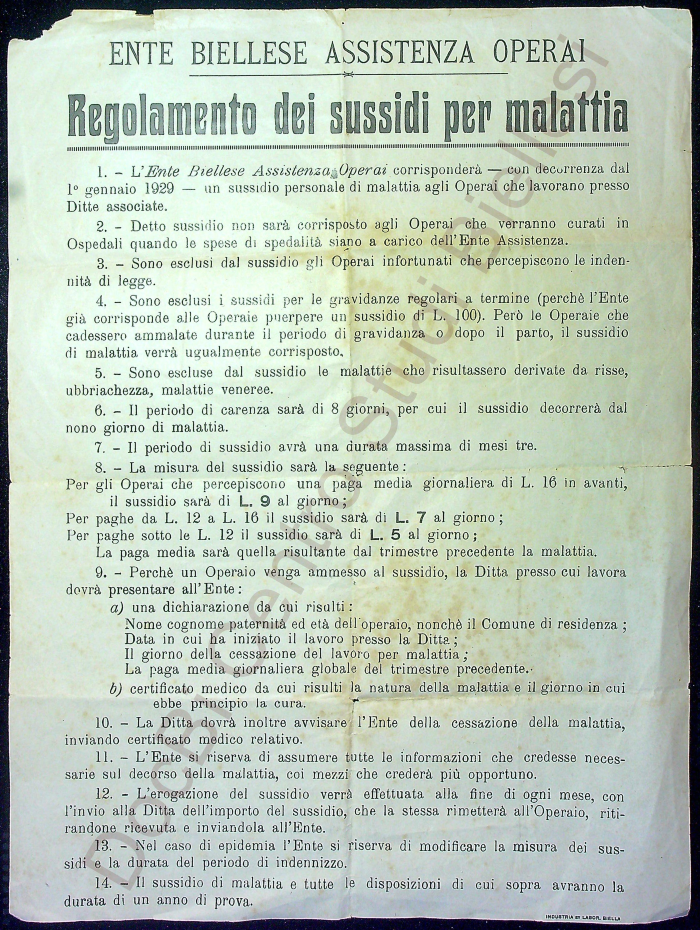 ENTE BIELLESE ASSISTENZA OPERAI
Regolamento dei sussidi per malattia
1. - L'Ente Biellese Assistenza Operai corrisponderà — con decorrenza dal
1° gennaio 1929 — un sussidio personale di malattia agli Operai che lavorano presso
Ditte associate.
2. - Detto sussidio non sarà corrisposto agli Operai che verranno curati in
Ospedali quando le spese di spedalità siano a carico dell'Ente Assistenza.
3. - Sono esclusi dal sussidio gli Operai infortunati che percepiscono le inden-
nità di legge.
4. - Sono esclusi i sussidi per le gravidanze regolari a termine (perchè l'Ente
già corrisponde alle Operaie puerpere un sussidio di L. 100). Però le Operaie che
cadessero ammalate durante il periodo di gravidanza o dopo il parto, il sussidio
di malattia verrà ugualmente corrisposto.
5. - Sono escluse dal sussidio le malattie che risultassero derivate da risse,
ubbriachezza, malattie veneree.
6. - Il periodo di carenza sarà di 8 giorni, per cui il sussidio decorrerà dal
nono giorno di malattia.
7. - Il periodo di sussidio avrà una durata massima di mesi tre.
8. - La misura del sussidio sarà la seguente :
Per gli Operai che percepiscono una paga media giornaliera di L. 16 in avanti,
il sussidio sarà di L. 9 al giorno ;
Per paghe da L. 12 a L. 16 il sussidio sarà di L. 7 al giorno ;
Per paghe sotto le L. 12 il sussidio sarà di L. 5 al giorno ;
La paga media sarà quella risultante dal trimestre precedente la malattia.
9. - Perchè un Operaio venga ammesso al sussidio, la Ditta presso cui lavora
dovrà presentare all'Ente :
a) una dichiarazione da cui risulti :
Nome cognome paternità ed età dell'operaio, nonchè il Comune di residenza ;
Data in cui ha iniziato il lavoro presso la Ditta ;
Il giorno della cessazione del lavoro per malattia ;
La paga media giornaliera globale del trimestre precedente.
b) certificato medico da cui risulti la natura della malattia e il giorno in cui
ebbe principio la cura.
10. - La Ditta dovrà inoltre avvisare l'Ente della cessazione della malattia,
inviando certificato medico relativo.
11. - L'Ente si riserva di assumere tutte le informazioni che credesse neces-
sarie sul decorso della malattia, coi mezzi che crederà più opportuno.
12. - L'erogazione del sussidio verrà effettuata alla fine di ogni mese, con
l'invio alla Ditta dell'importo del sussidio, che la stessa rimetterà all'Operaio, riti-
randone ricevuta e inviandola all'Ente.
13. - Nel caso di epidemia l'Ente si riserva di modificare la misura dei sus-
sidi e la durata del periodo di indennizzo.
14. - Il sussidio di malattia e tutte le disposizioni di cui sopra avranno la
durata di un anno di prova.
INDUSTRIA et LABOR, BIELLA
DocBi Centro Studi Biellesi